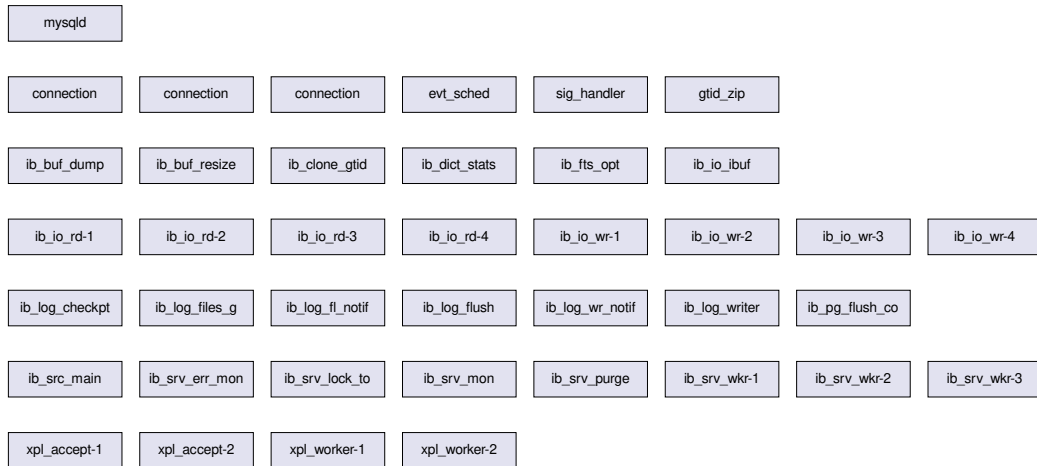 mysqld
connection connection connection evt_sched sig_handler gtid_zip
ib_buf_dump ib_buf_resize ib_clone_gtid ib_dict_stats ib_fts_opt ib_io_ibuf
ib_io_rd-1 ib_io_rd-2 ib_io_rd-3 ib_io_rd-4 ib_io_wr-1 ib_io_wr-2 ib_io_wr-3 ib_io_wr-4
ib_log_checkpt ib_log_files_g ib_log_fl_notif ib_log_flush ib_log_wr_notif ib_log_writer ib_pg_flush_co
ib_src_main ib_srv_err_mon ib_srv_lock_to ib_srv_mon ib_srv_purge ib_srv_wkr-1 ib_srv_wkr-2 ib_srv_wkr-3
xpl_accept-1 xpl_accept-2 xpl_worker-1 xpl_worker-2